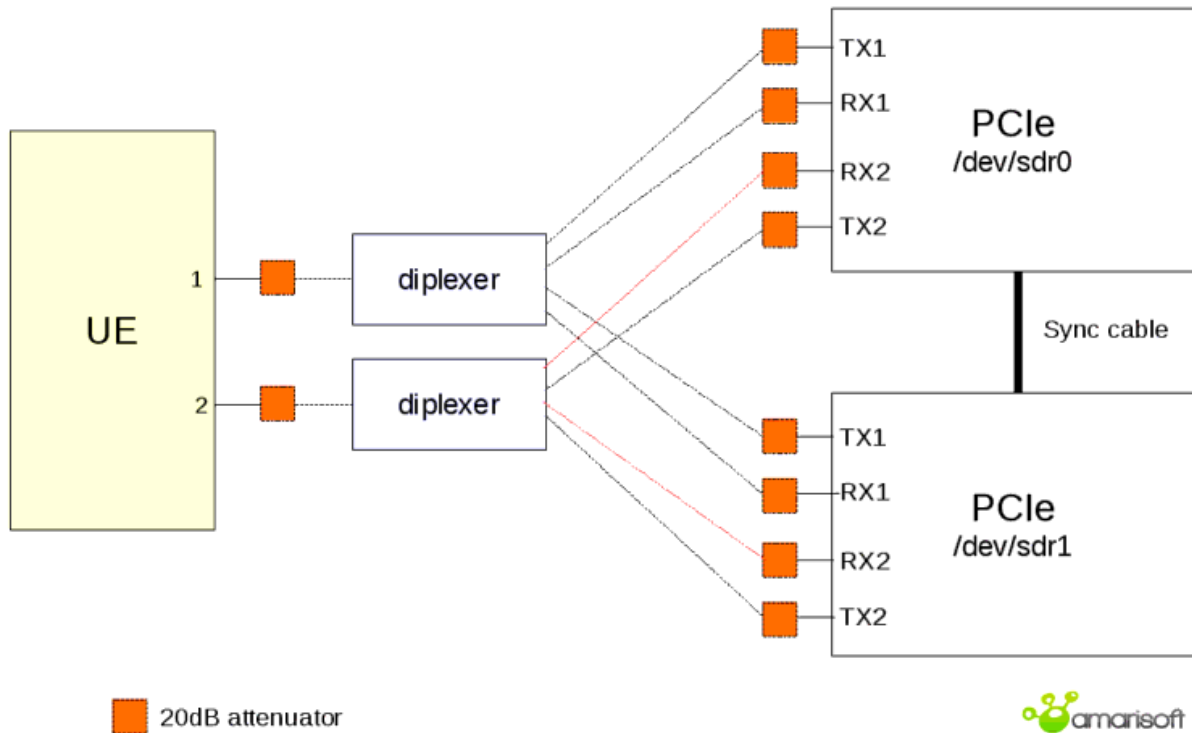 TX1
RX1
PCIe
/dev/sdr0
RX2
TX2
1
diplexer
UE
Sync cable
2
diplexer
TX1
RX1
PCIe
/dev/sdr1
RX2
TX2
20dB attenuator
amarisoft